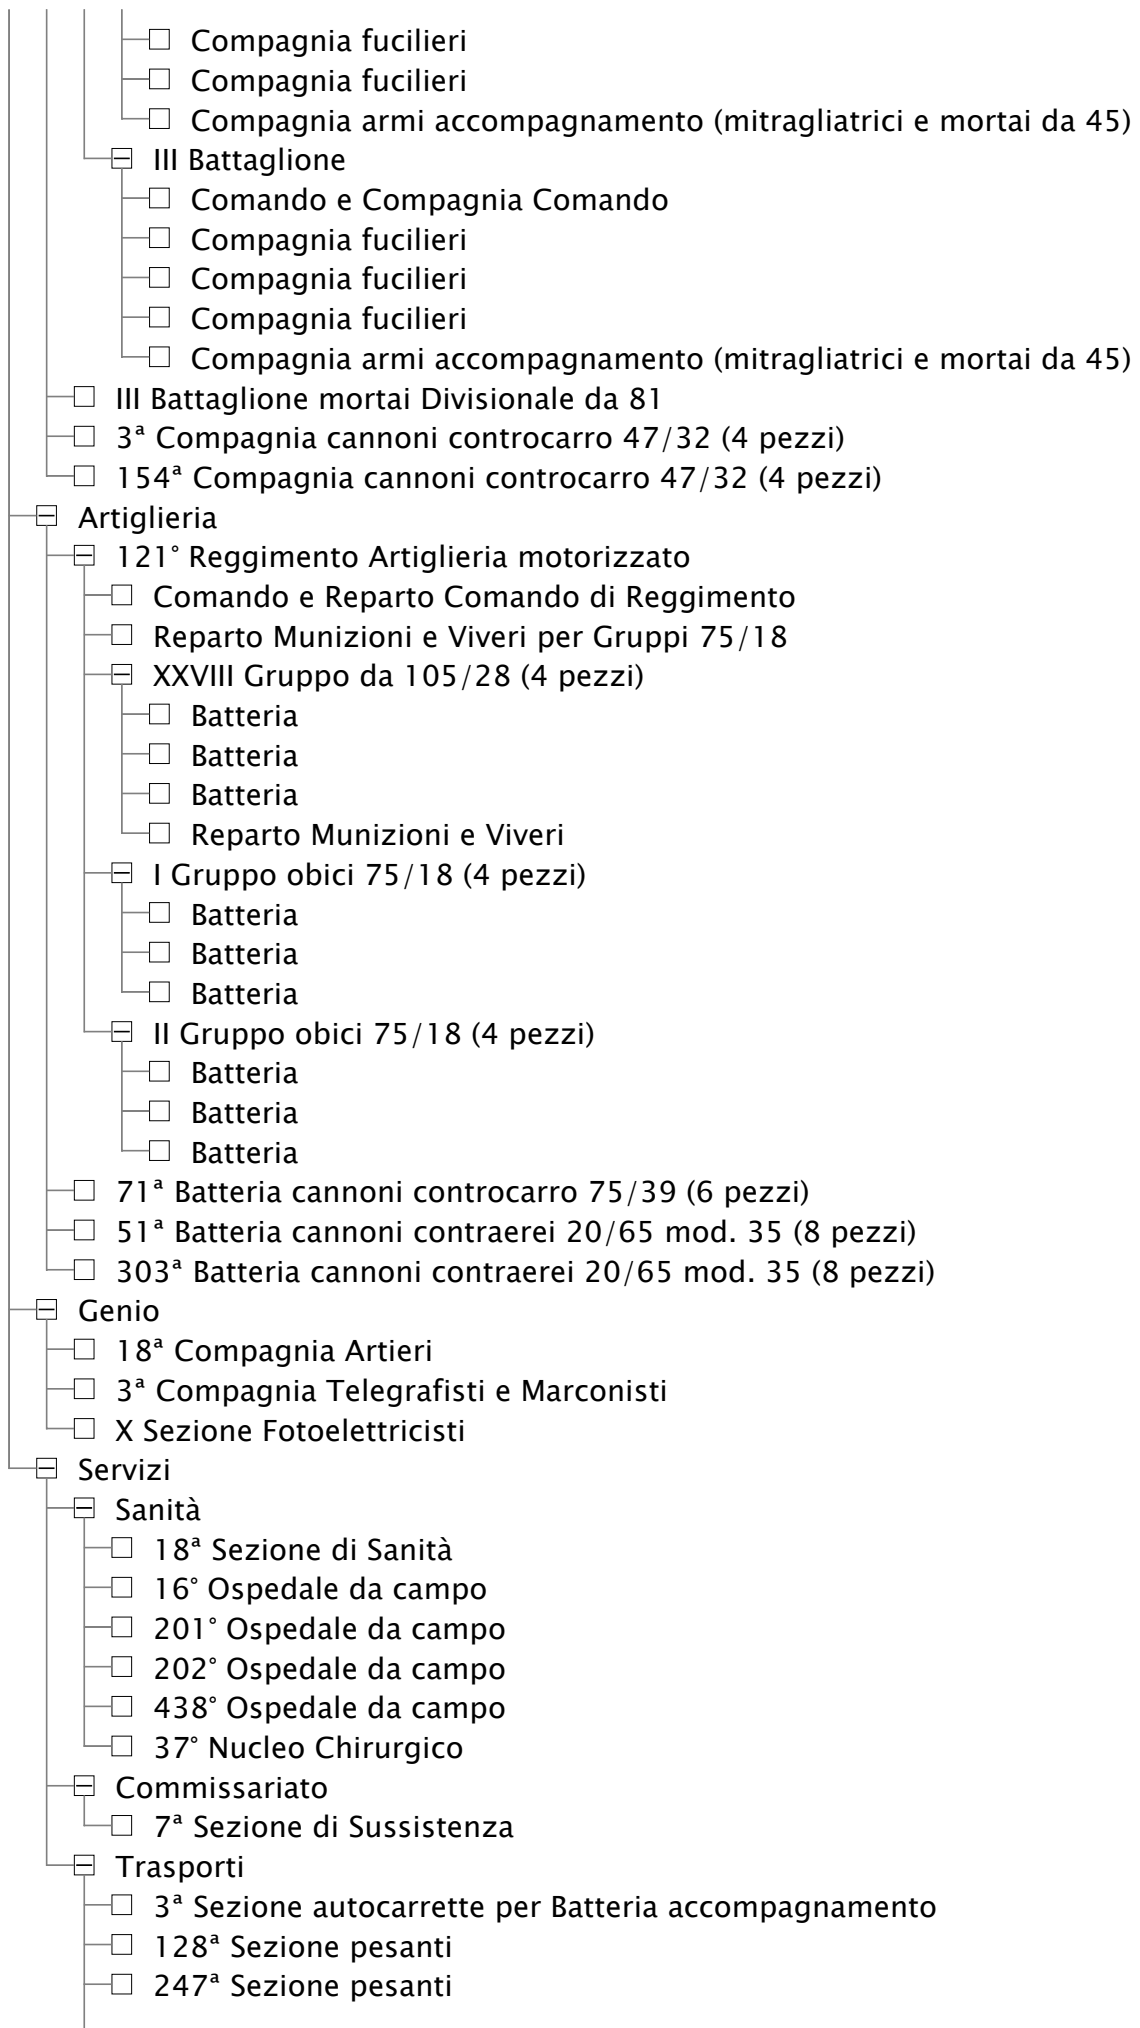 Compagnia fucilieri
Compagnia fucilieri
Compagnia armi accompagnamento (mitragliatrici e mortai da 45)
III Battaglione
Comando e Compagnia Comando
Compagnia fucilieri
Compagnia fucilieri
Compagnia fucilieri
Compagnia armi accompagnamento (mitragliatrici e mortai da 45)
III Battaglione mortai Divisionale da 81
3ª Compagnia cannoni controcarro 47/32 (4 pezzi)
154ª Compagnia cannoni controcarro 47/32 (4 pezzi)
Artiglieria
121° Reggimento Artiglieria motorizzato
Comando e Reparto Comando di Reggimento
Reparto Munizioni e Viveri per Gruppi 75/18
XXVIII Gruppo da 105/28 (4 pezzi)
Batteria
Batteria
Batteria
Reparto Munizioni e Viveri
I Gruppo obici 75/18 (4 pezzi)
Batteria
Batteria
Batteria
II Gruppo obici 75/18 (4 pezzi)
Batteria
Batteria
Batteria
71ª Batteria cannoni controcarro 75/39 (6 pezzi)
51ª Batteria cannoni contraerei 20/65 mod. 35 (8 pezzi)
303ª Batteria cannoni contraerei 20/65 mod. 35 (8 pezzi)
Genio
18ª Compagnia Artieri
3ª Compagnia Telegrafisti e Marconisti
X Sezione Fotoelettricisti
Servizi
Sanità
18ª Sezione di Sanità
16° Ospedale da campo
201° Ospedale da campo
202° Ospedale da campo
438° Ospedale da campo
37° Nucleo Chirurgico
Commissariato
7ª Sezione di Sussistenza
Trasporti
3ª Sezione autocarrette per Batteria accompagnamento
128ª Sezione pesanti
247ª Sezione pesanti